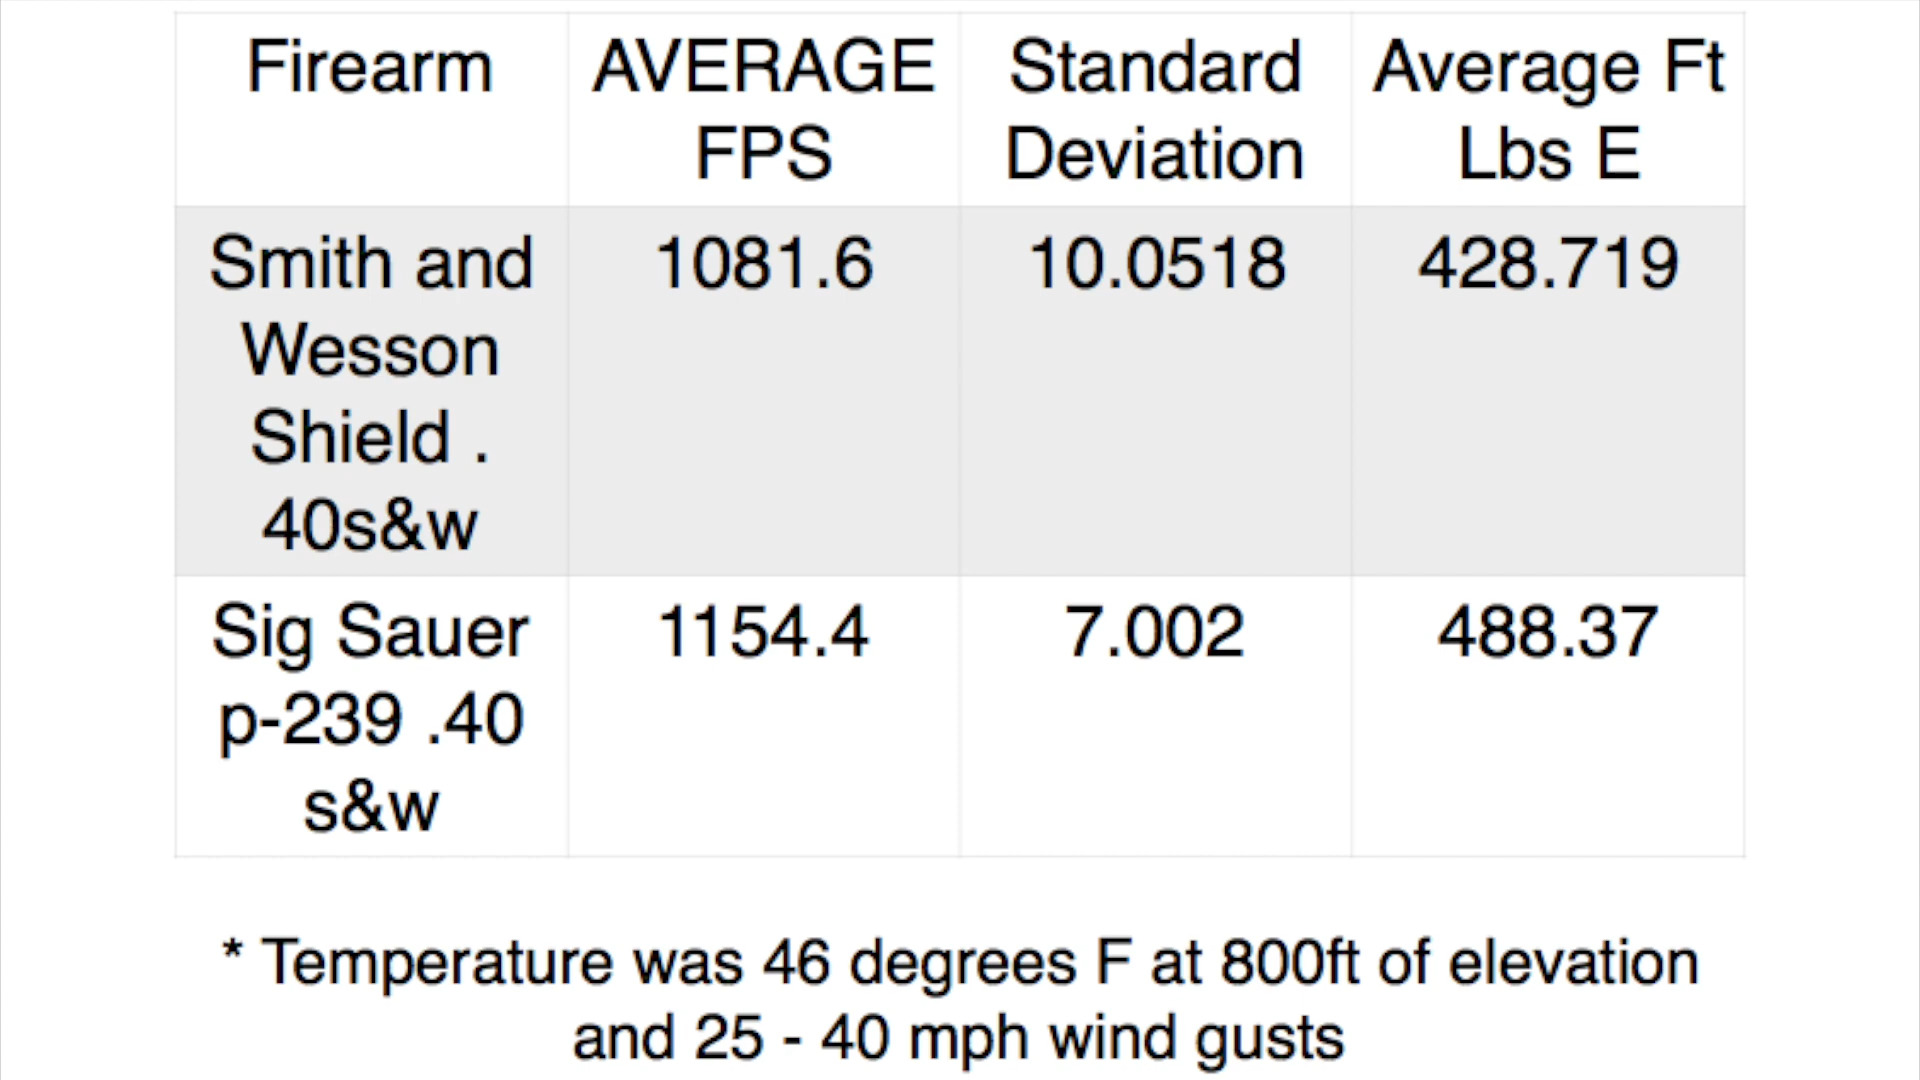 Firearm AVERAGE FPS Standard Deviation Average Ft Lbs E
Smith and Wesson Shield . 40s&w 1081.6 10.0518 428.719
Sig Sauer p-239 .40 s&w 1154.4 7.002 488.37
* Temperature was 46 degrees F at 800ft of elevation
and 25 - 40 mph wind gusts